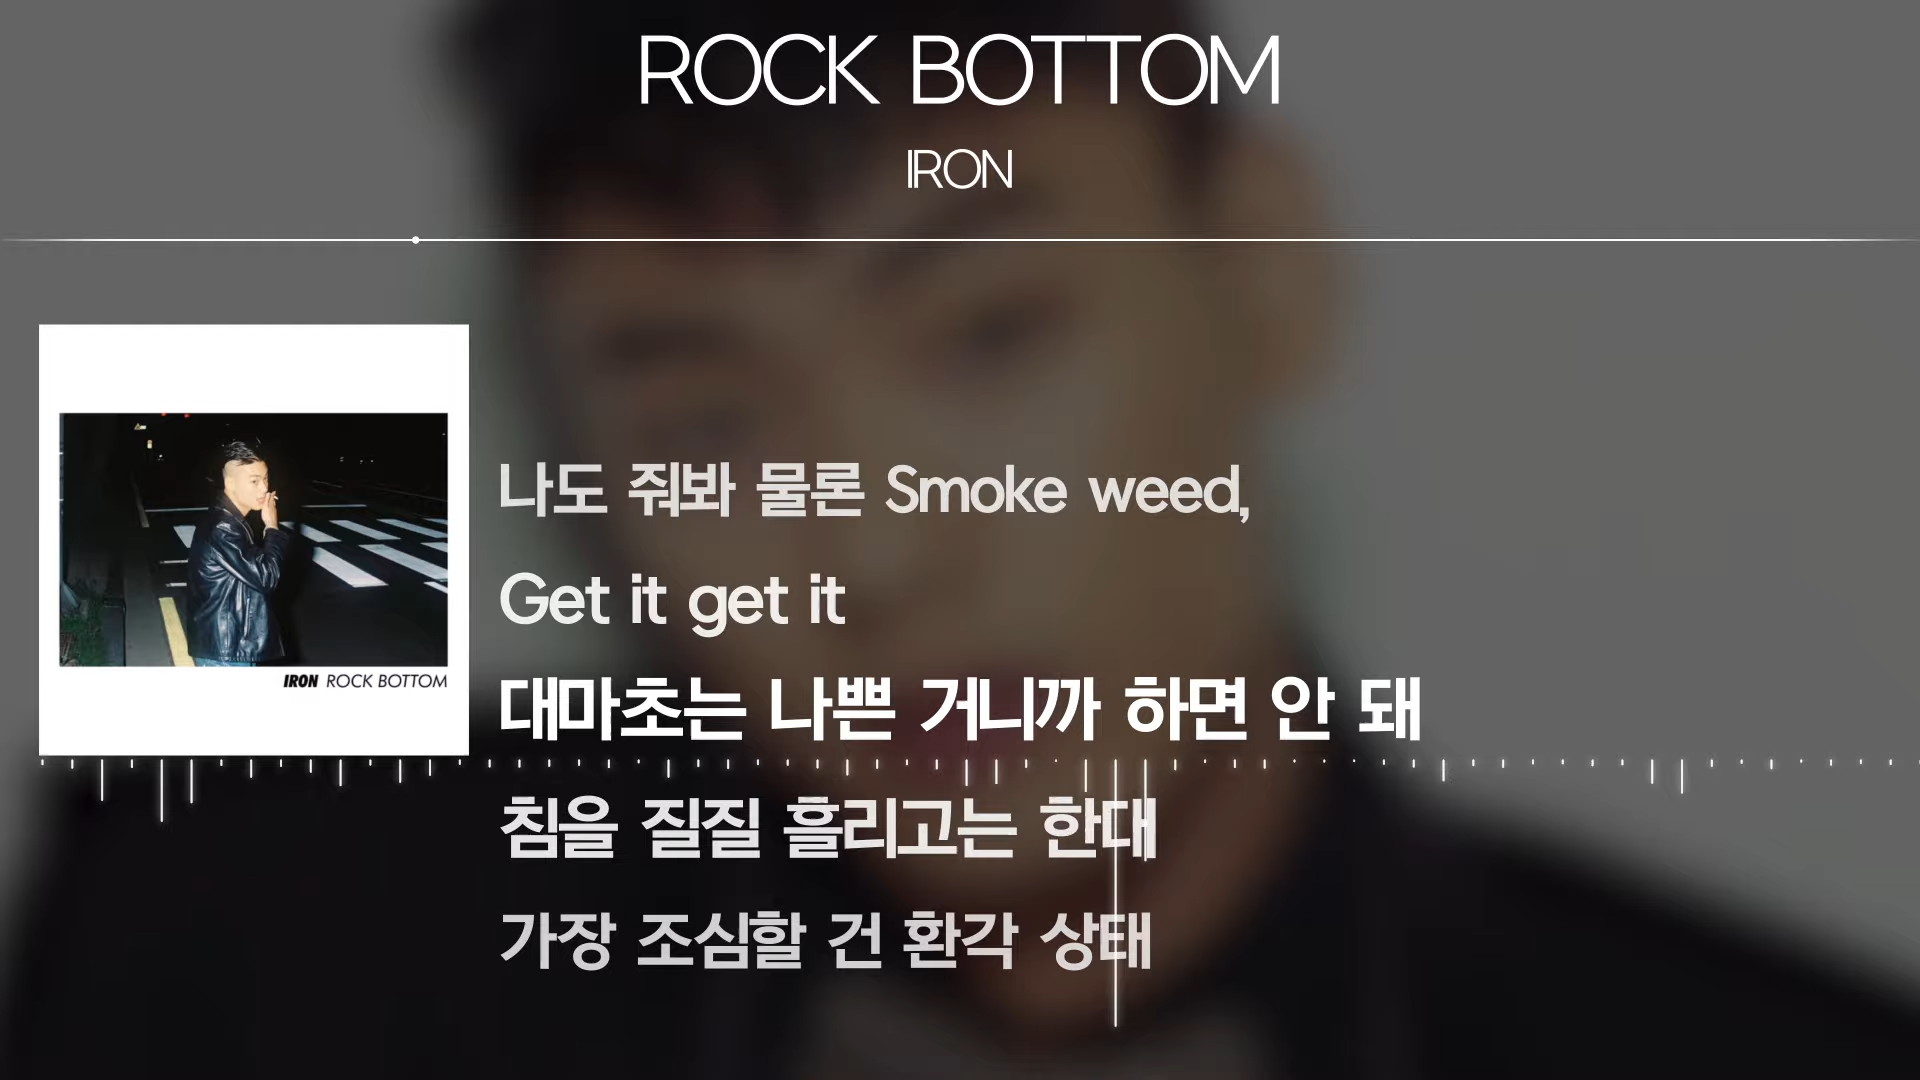 ROCK BOTTOM
IRON
IRON ROCK BOTTOM
나도 줘봐 물론 Smoke weed,
Get it get it
대마초는 나쁜 거니까 하면 안 돼
침을 질질 흘리고는 한대
가장 조심할 건 환각 상태